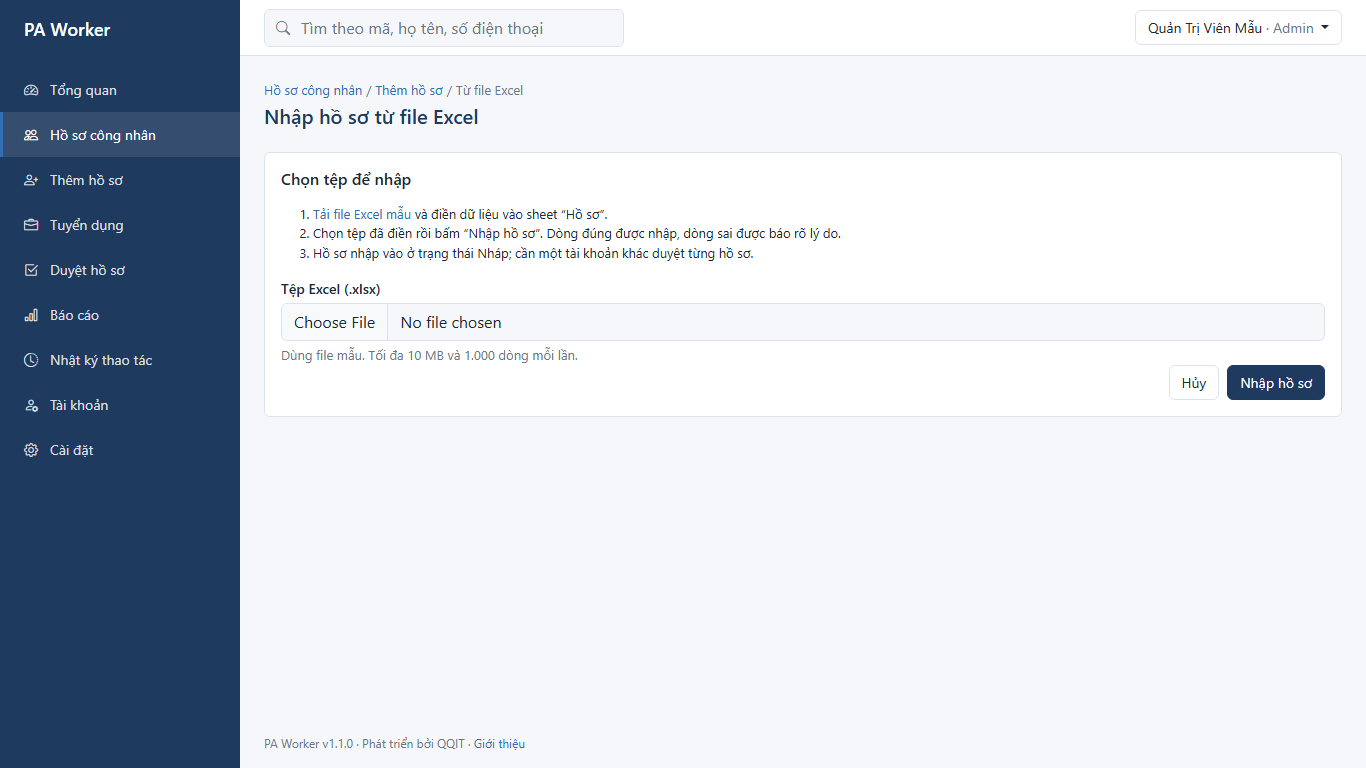 PA Worker
Tìm theo mã, họ tên, số điện thoại
Quản Trị Viên Mẫu · Admin
Tổng quan
Hồ sơ công nhân
Thêm hồ sơ
Tuyển dụng
Duyệt hồ sơ
Báo cáo
Nhật ký thao tác
Tài khoản
Cài đặt
Hồ sơ công nhân / Thêm hồ sơ / Từ file Excel
Nhập hồ sơ từ file Excel
Chọn tệp để nhập
1. Tải file Excel mẫu và điền dữ liệu vào sheet “Hồ sơ”.
2. Chọn tệp đã điền rồi bấm “Nhập hồ sơ”. Dòng đúng được nhập, dòng sai được báo rõ lý do.
3. Hồ sơ nhập vào ở trạng thái Nháp; cần một tài khoản khác duyệt từng hồ sơ.
Tệp Excel (.xlsx)
Choose File No file chosen
Dùng file mẫu. Tối đa 10 MB và 1.000 dòng mỗi lần.
Hủy Nhập hồ sơ
PA Worker v1.1.0 · Phát triển bởi QQIT · Giới thiệu